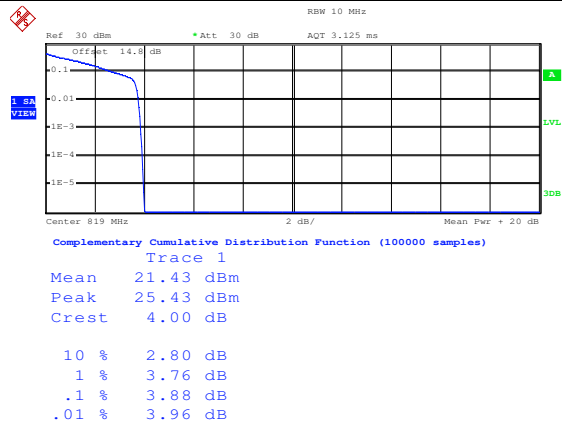 RBW 10 MHz
Ref 30 dBm * Att 30 dB AQT 3.125 ms
Offset 14.8 dB
0.1
A
0.01
1 SA
VIEW
1E-3
LVL
1E-4
1E-5
3DB
Center 819 MHz 2 dB/ Mean Pwr + 20 dB
Complementary Cumulative Distribution Function (100000 samples)
Trace 1
Mean 21.43 dBm
Peak 25.43 dBm
Crest 4.00 dB
10 % 2.80 dB
1 % 3.76 dB
.1 % 3.88 dB
.01 % 3.96 dB